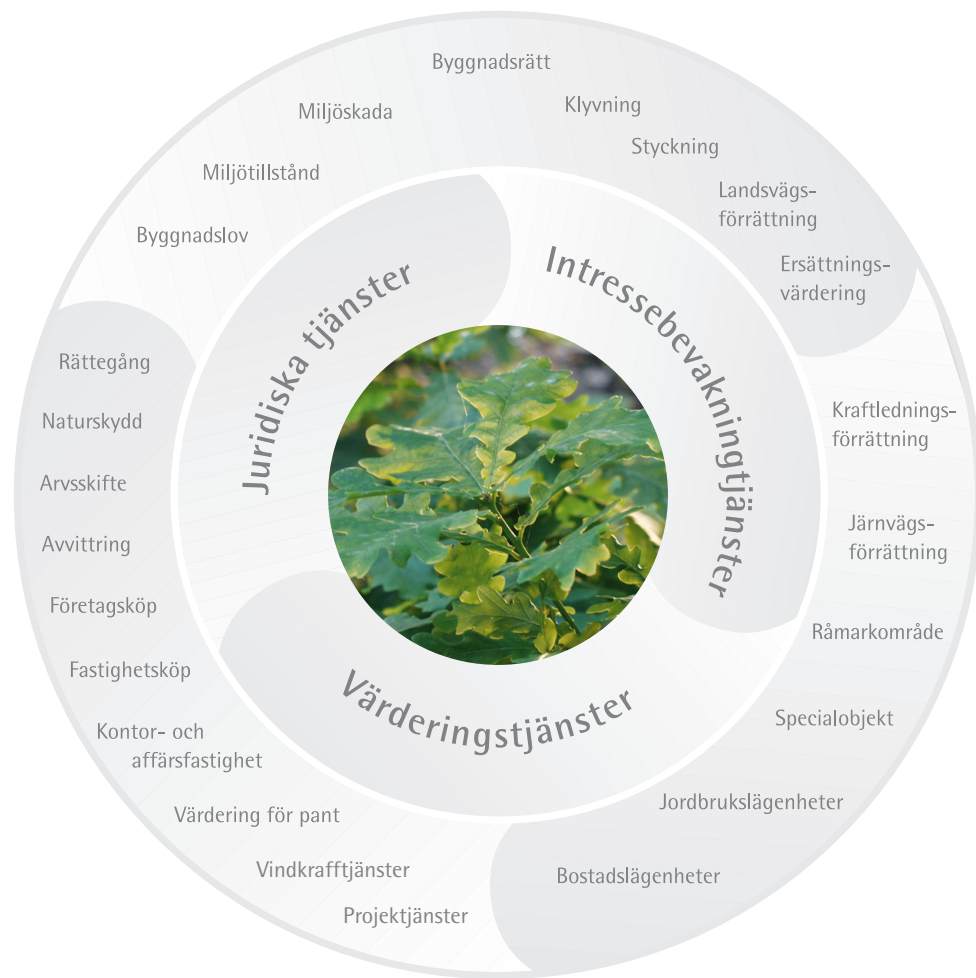 Byggnadsrätt
Klyvning
Styckning
Landsvägs-
förrättning
Ersättnings-
värdering
Kraftlednings-
förrättning
Järnvägs-
förrättning
Råmarkområde
Specialobjekt
Jordbrukslägenheter
Bostadslägenheter
Projektjänster
Vindkrafftjänster
Värdering för pant
Kontor- och
affärsfastighet
Fastighetsköp
Företagsköp
Avvittring
Arvsskifte
Naturskydd
Rättegång
Byggnadslov
Miljötillstånd
Miljöskada
Juridiska tjänster
Intressebevakningtjänster
Värderingstjänster